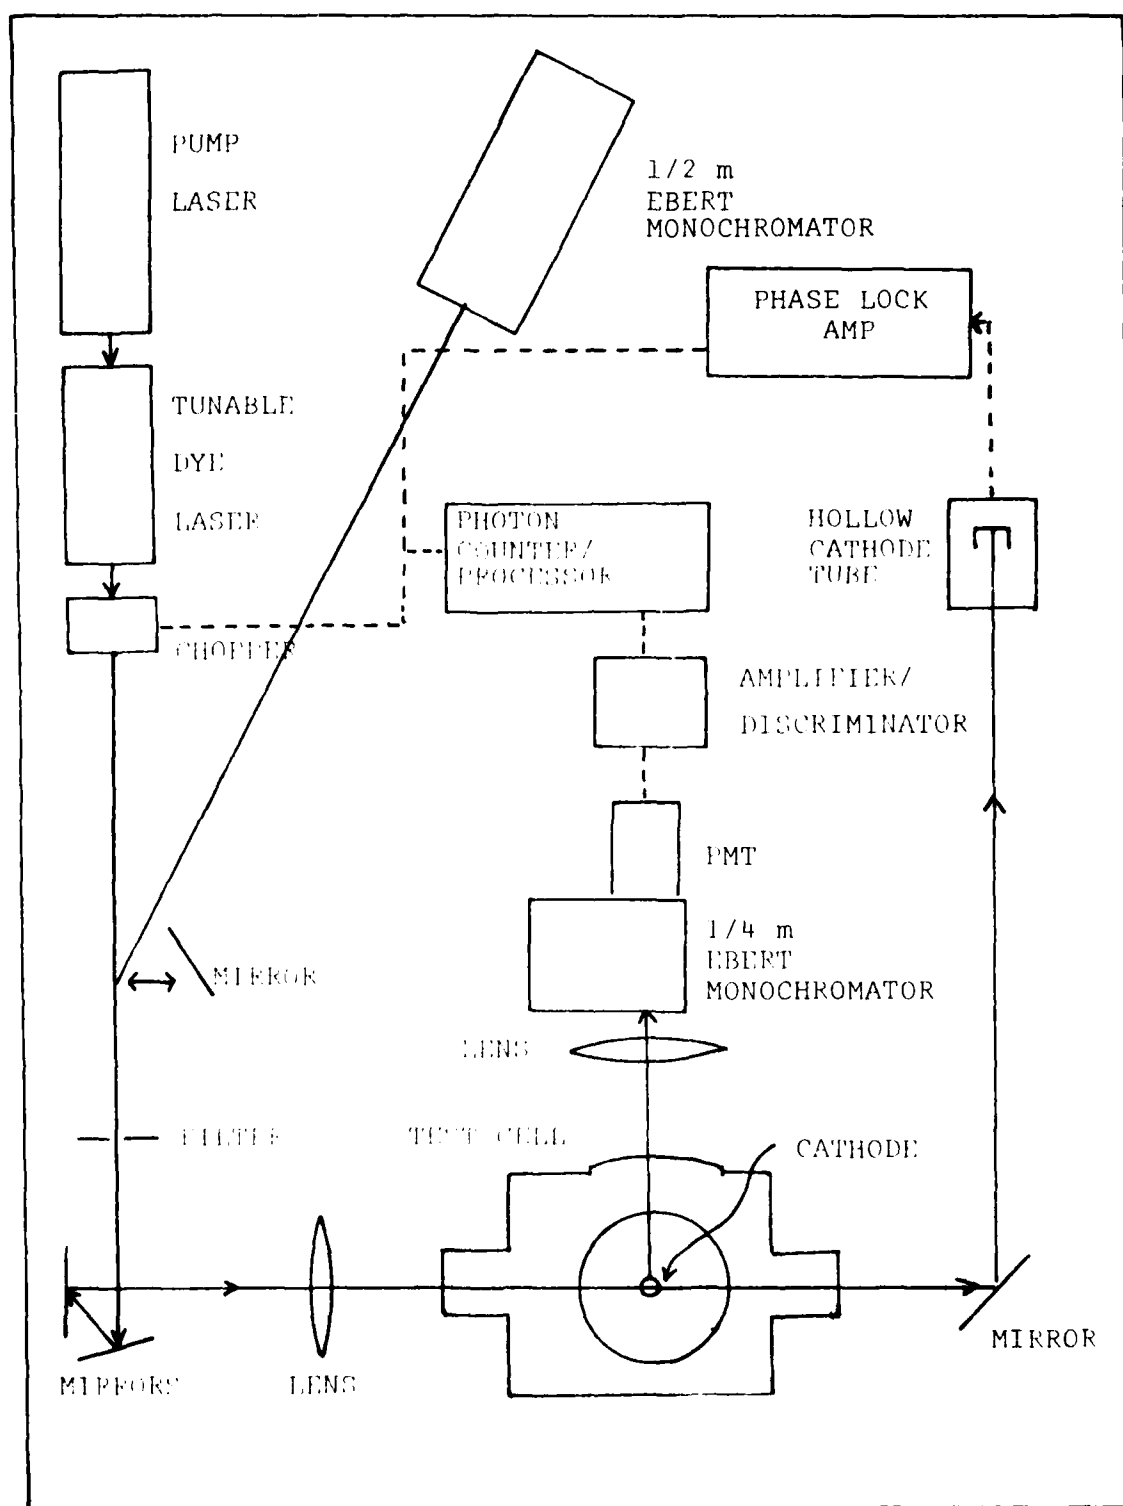 PUMP
LASER
1/2 m
EBERT
MONOCHROMATOR
PHASE LOCK
AMP
TUNABLE
DYE
LASER
PHOTON
COUNTER/
PROCESSOR
HOLLOW
CATHODE
TUBE
CHOPPER
AMPLIFIER/
DISCRIMINATOR
PMT
1/4 m
EBERT
MONOCHROMATOR
MIRROR
LENS
FILTER
TEST CELL
CATHODE
MIRROR
MIRRORS
LENS